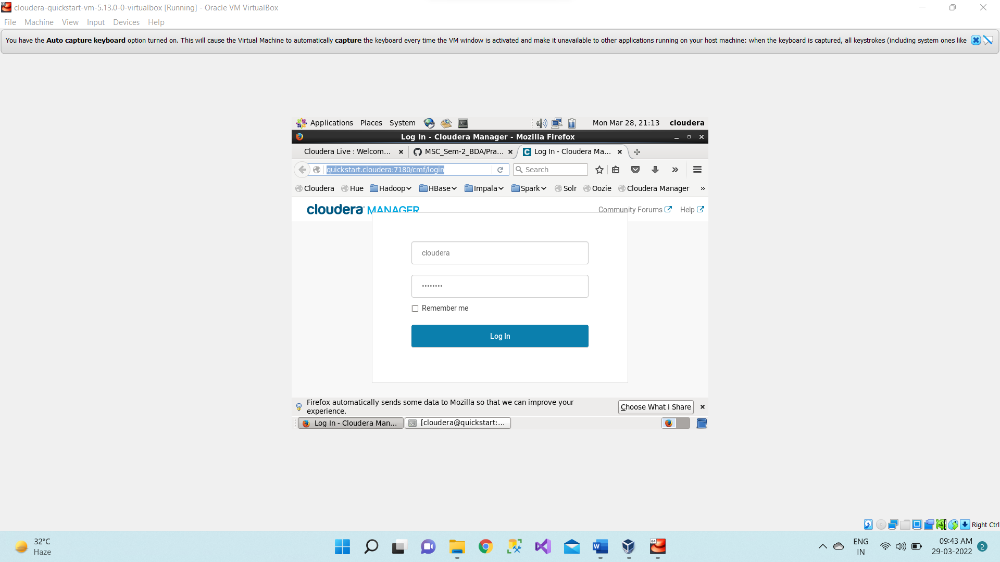 cloudera-quickstart-vm-5.13.0-0-virtualbox [Running] - Oracle VM VirtualBox
File Machine View Input Devices Help
You have the Auto capture keyboard option turned on. This will cause the Virtual Machine to automatically capture the keyboard every time the VM window is activated and make it unavailable to other applications running on your host machine: when the keyboard is captured, all keystrokes (including system ones like
Applications Places System Mon Mar 28, 21:13 cloudera
Log In - Cloudera Manager - Mozilla Firefox
Cloudera Live : Welcom... MSC_Sem-2_BDA/Pra... Log In - Cloudera Ma...
quickstart.cloudera:7180/cmf/login Search
Cloudera Hue Hadoop HBase Impala Spark Solr Oozie Cloudera Manager »
cloudera MANAGER Community Forums Help
cloudera
••••••••
Remember me
Log In
Firefox automatically sends some data to Mozilla so that we can improve your
experience.
Choose What I Share
Log In - Cloudera Man... [cloudera@quickstart:...
Right Ctrl
32°C
Haze
64
ENG
IN
09:43 AM
29-03-2022
2